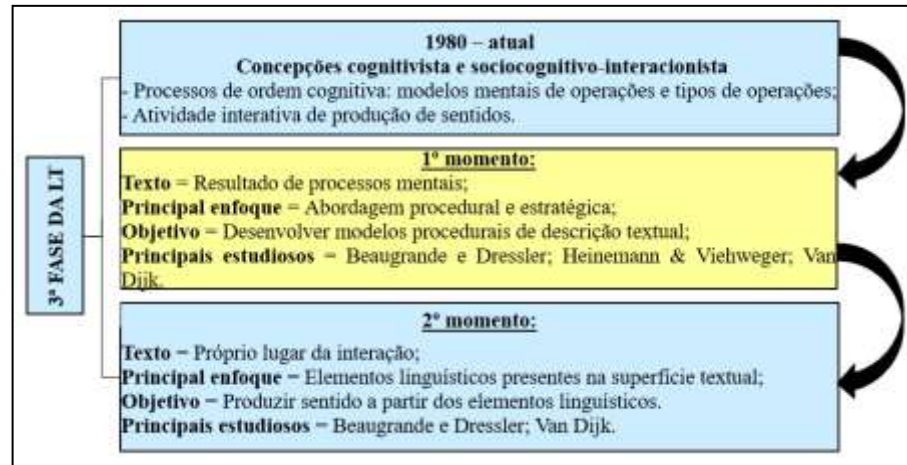 3ª FASE DA LT
1980 – atual
Concepções cognitivista e sociocognitivo-interacionista
- Processos de ordem cognitiva: modelos mentais de operações e tipos de operações;
- Atividade interativa de produção de sentidos.
1º momento:
Texto = Resultado de processos mentais;
Principal enfoque = Abordagem procedural e estratégica;
Objetivo = Desenvolver modelos procedurais de descrição textual;
Principais estudiosos = Beaugrande e Dressler; Heinemann & Viehweger; Van
Dijk.
2º momento:
Texto = Próprio lugar da interação;
Principal enfoque = Elementos linguísticos presentes na superfície textual;
Objetivo = Produzir sentido a partir dos elementos linguísticos.
Principais estudiosos = Beaugrande e Dressler; Van Dijk.